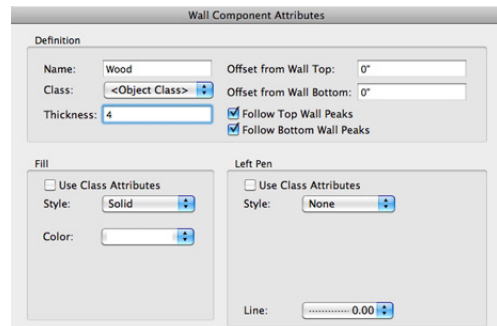 Wall Component Attributes
Definition
Name: Wood Offset from Wall Top: 0"
Class: <Object Class> Offset from Wall Bottom: 0"
Thickness: 4 Follow Top Wall Peaks
Follow Bottom Wall Peaks
Fill Left Pen
Use Class Attributes Use Class Attributes
Style: Solid Style: None
Color:
Line: 0.00